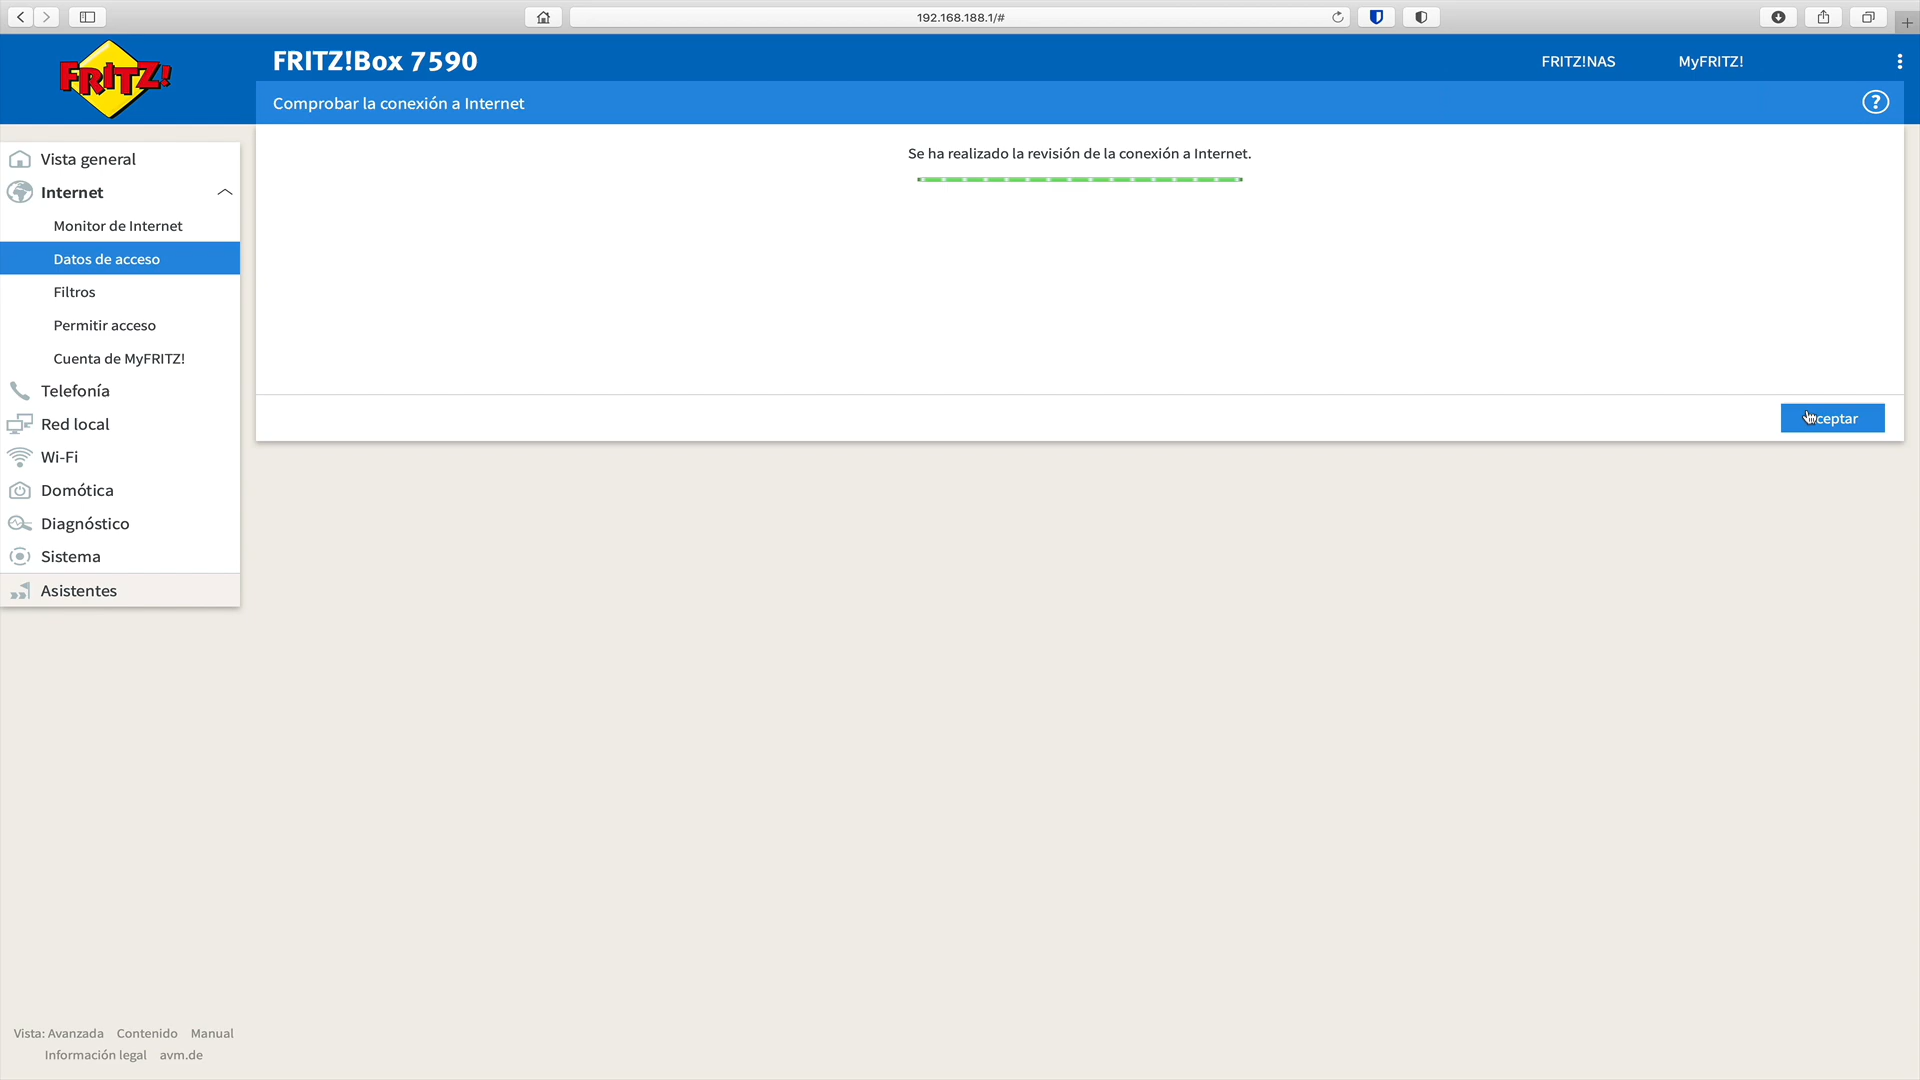 192.168.188.1/#
FRITZ!
FRITZ!Box 7590
FRITZ!NAS
MyFRITZ!
Comprobar la conexión a Internet
?
Se ha realizado la revisión de la conexión a Internet.
Vista general
Internet
Monitor de Internet
Datos de acceso
Filtros
Permitir acceso
Cuenta de MyFRITZ!
Telefonía
Red local
Wi-Fi
Domótica
Diagnóstico
Sistema
Asistentes
Aceptar
Vista: Avanzada Contenido Manual
Información legal avm.de